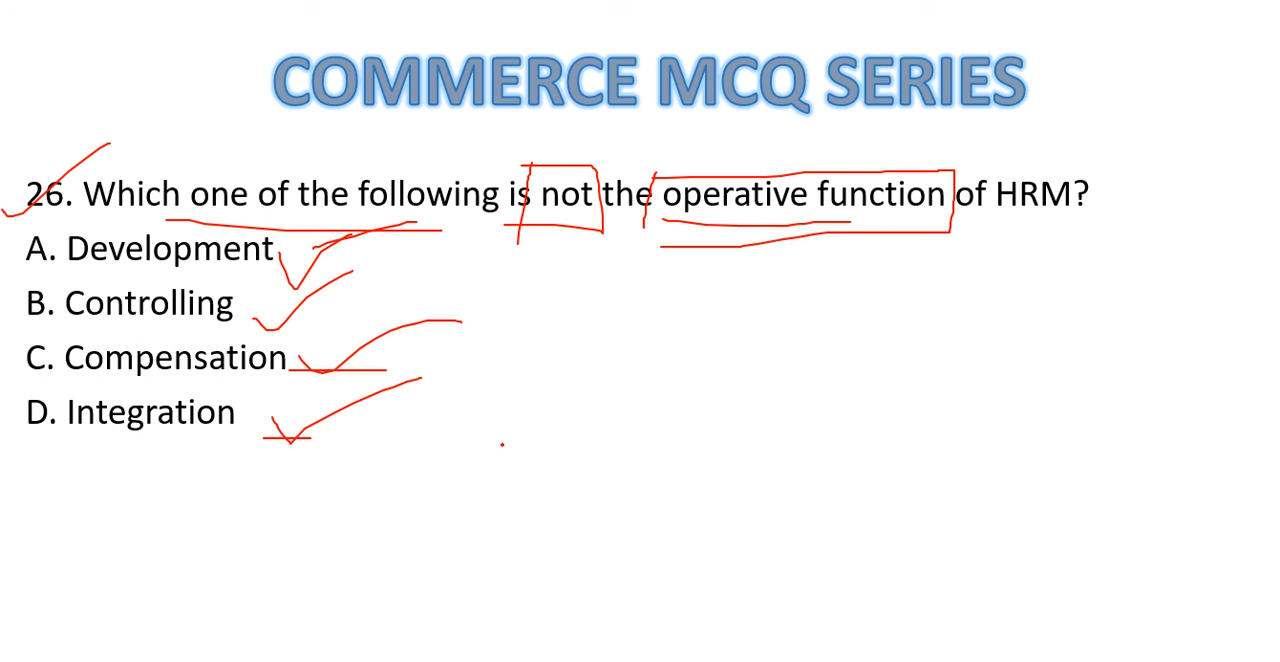 COMMERCE MCQ SERIES
26. Which one of the following is not the operative function of HRM?
A. Development
B. Controlling
C. Compensation
D. Integration